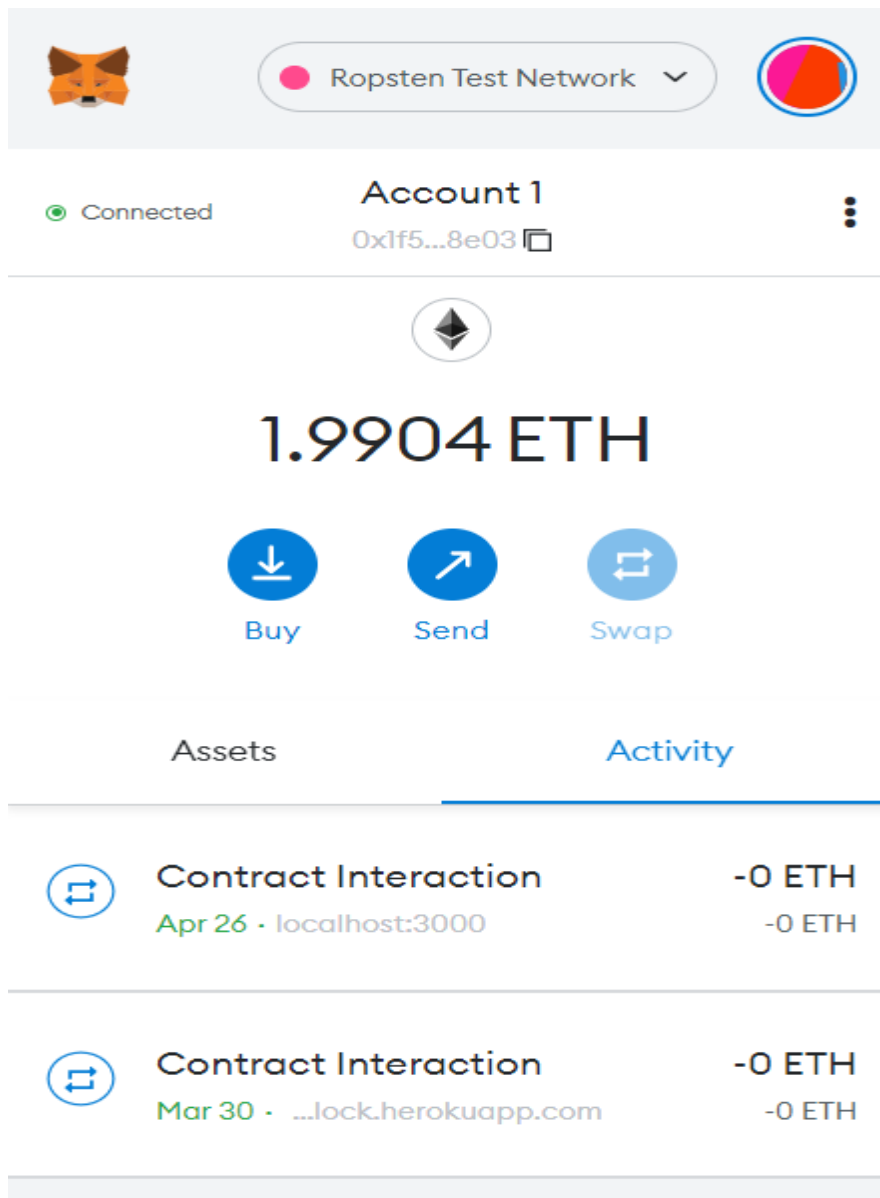 Ropsten Test Network
Connected
Account 1
0x1f5...8e03
1.9904 ETH
Buy
Send
Swap
Assets
Activity
Contract Interaction
-0 ETH
Apr 26 · localhost:3000
-0 ETH
Contract Interaction
-0 ETH
Mar 30 · ...lock.herokuapp.com
-0 ETH